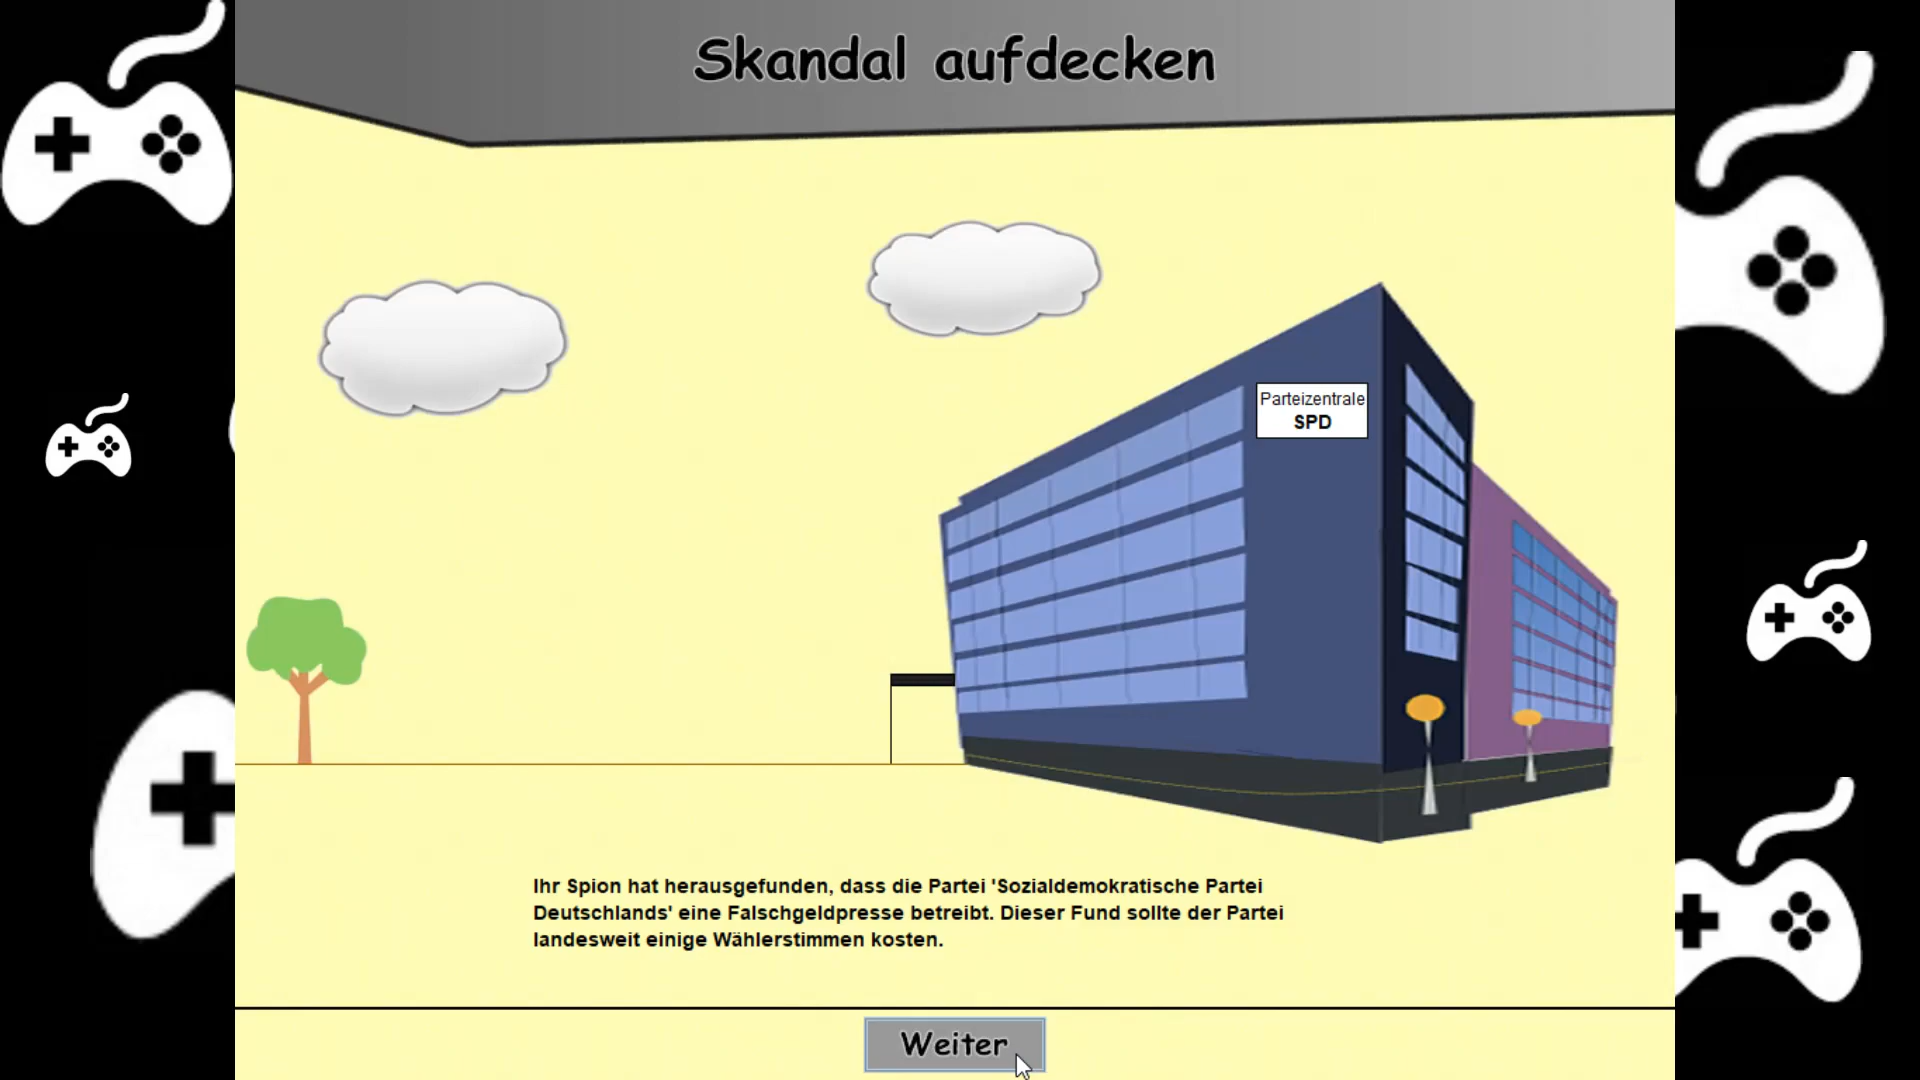 Skandal aufdecken
Parteizentrale
SPD
Ihr Spion hat herausgefunden, dass die Partei 'Sozialdemokratische Partei
Deutschlands' eine Falschgeldpresse betreibt. Dieser Fund sollte der Partei
landesweit einige Wählerstimmen kosten.
Weiter